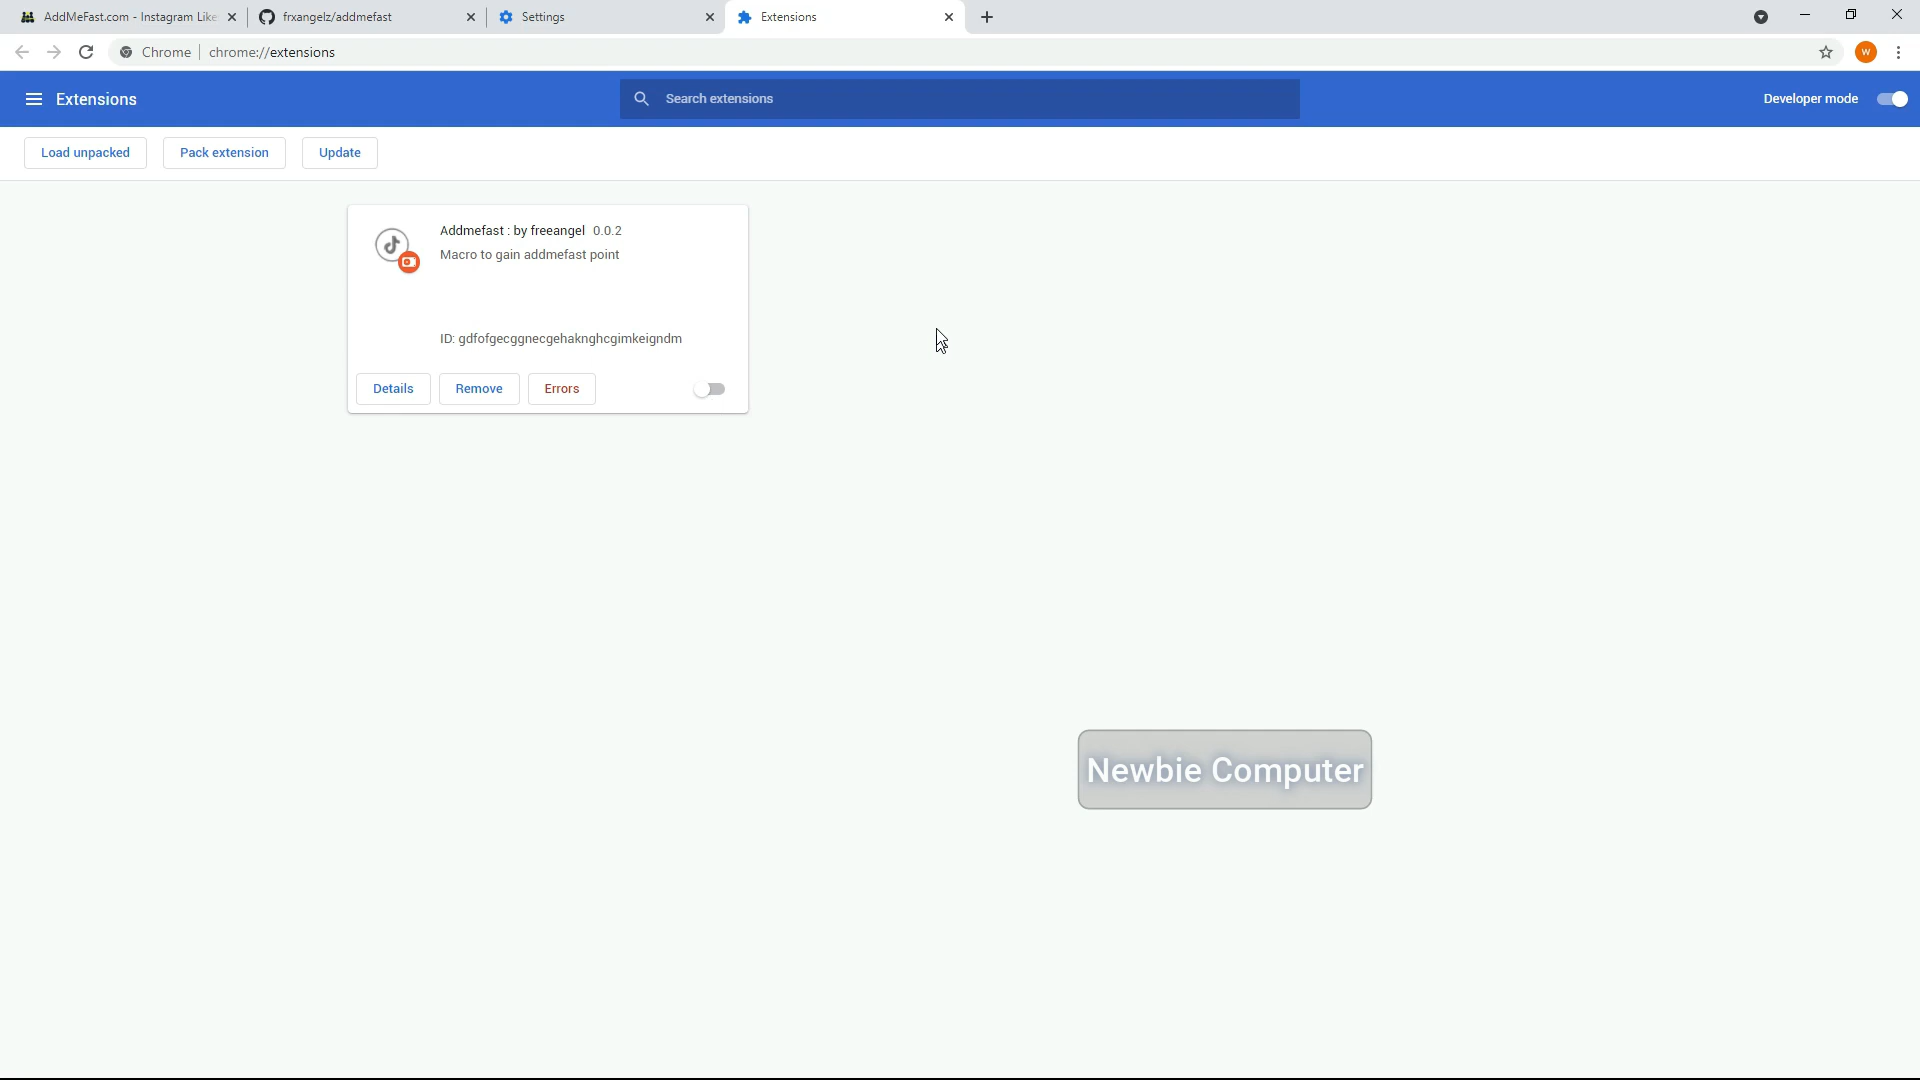 AddMeFast.com - Instagram Like
frxangelz/addmefast
Settings
Extensions
Chrome
chrome://extensions
W
Extensions
Search extensions
Developer mode
Load unpacked
Pack extension
Update
Addmefast : by freeangel 0.0.2
Macro to gain addmefast point
ID: gdfofgecggnecgehaknghcgimkeigndm
Details
Remove
Errors
Newbie Computer